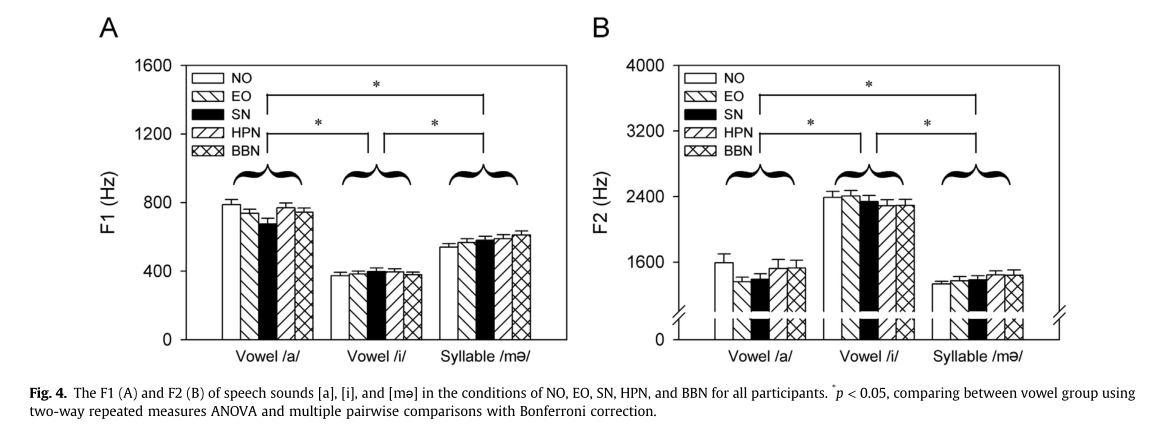 A
1600
1200
800
400
0
F1 (Hz)
NO
EO
SN
HPN
BBN
*
*
*
Vowel /a/
Vowel /i/
Syllable /mə/
B
4000
3200
2400
1600
0
F2 (Hz)
NO
EO
SN
HPN
BBN
*
*
*
Vowel /a/
Vowel /i/
Syllable /mə/
Fig. 4. The F1 (A) and F2 (B) of speech sounds [a], [i], and [mə] in the conditions of NO, EO, SN, HPN, and BBN for all participants. *p < 0.05, comparing between vowel group using
two-way repeated measures ANOVA and multiple pairwise comparisons with Bonferroni correction.